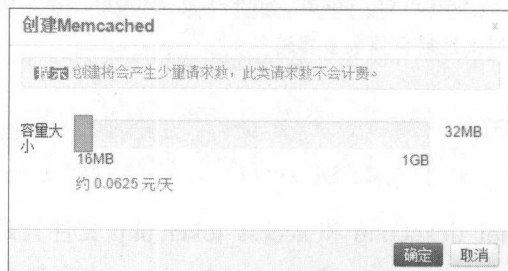 创建Memcached
x
提示 创建将会产生少量请求数，此类请求数不会计费。
容量大小
32MB
16MB
1GB
约 0.0625 元/天
确定
取消